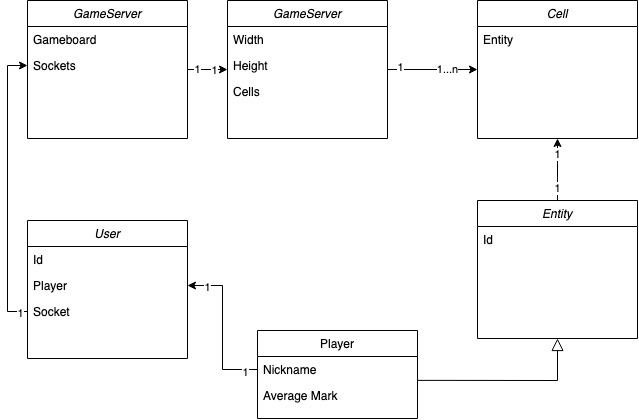 GameServer
Gameboard
Sockets
1
1
GameServer
Width
Height
Cells
1
1...n
Cell
Entity
1
1
Entity
Id
User
Id
Player
Socket
1
1
1
Player
Nickname
Average Mark